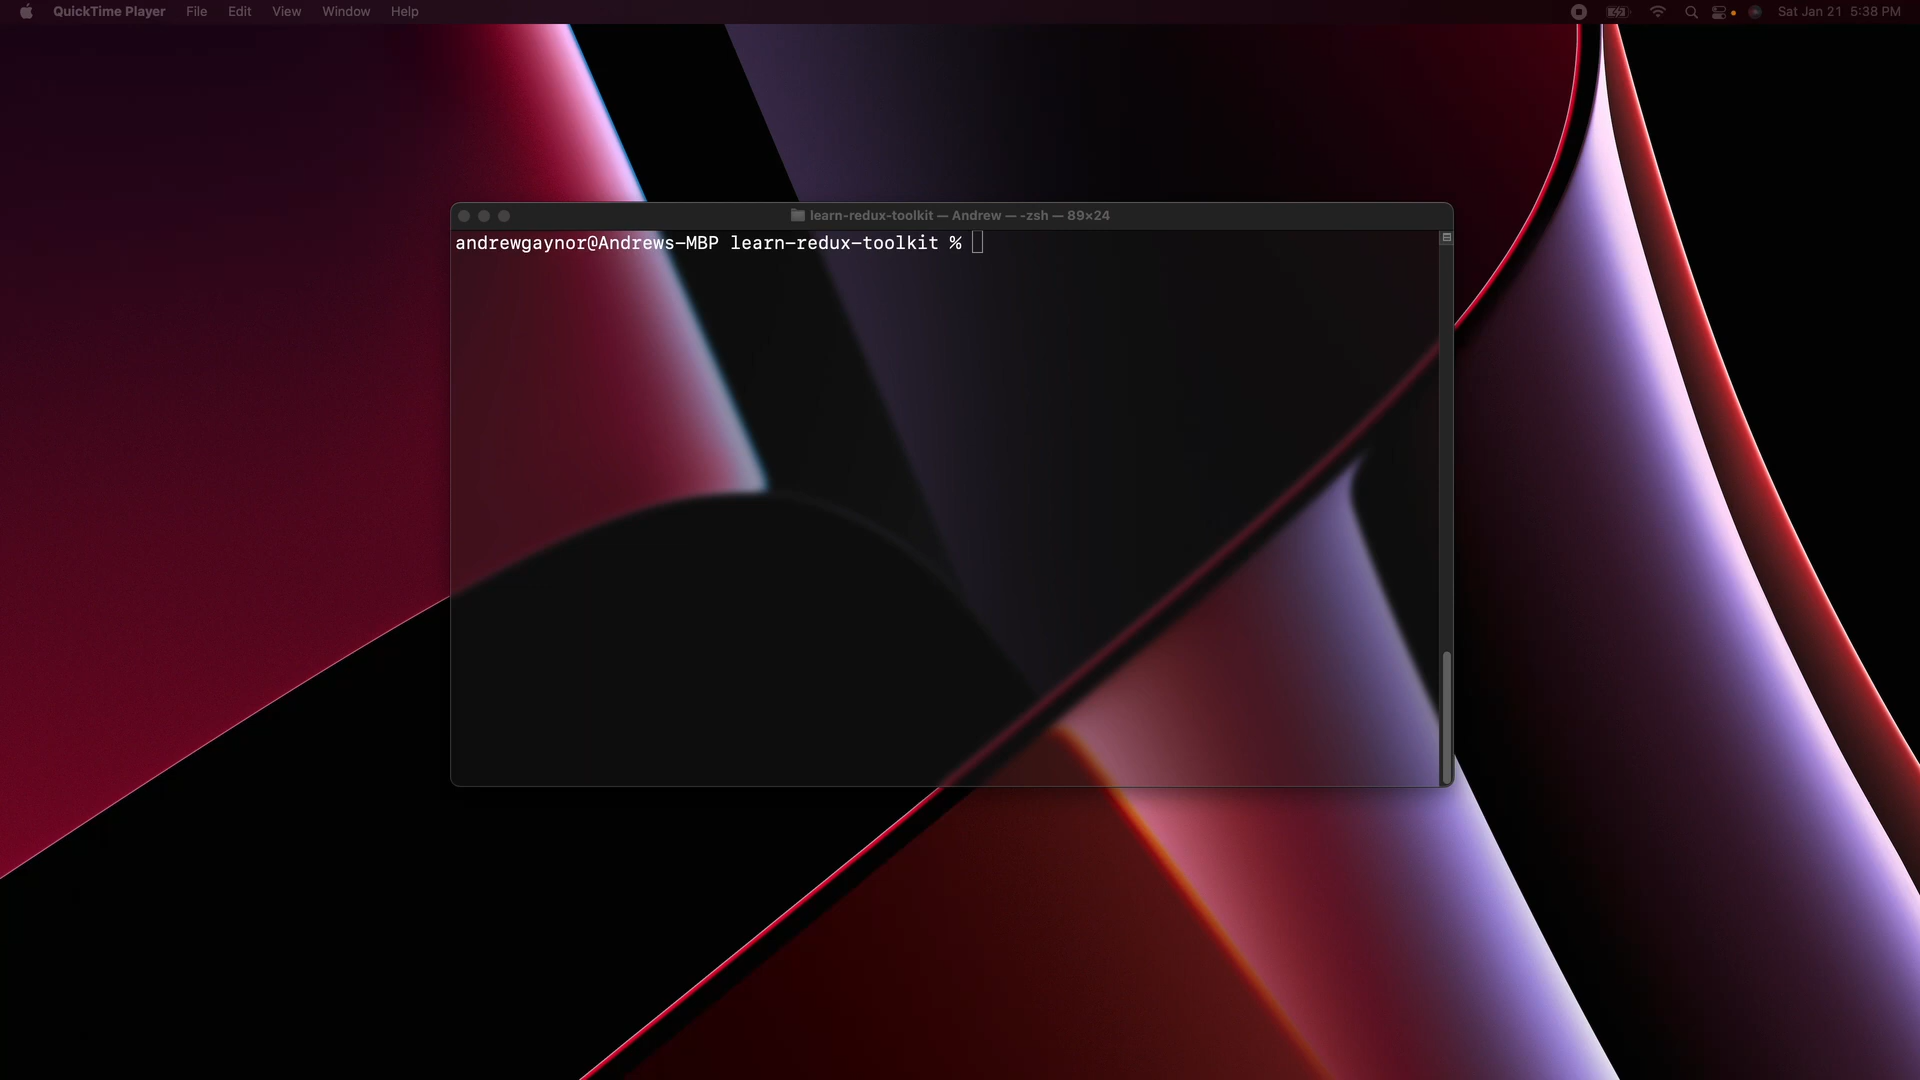 QuickTime Player File Edit View Window Help Sat Jan 21 5:38 PM
learn-redux-toolkit — Andrew — -zsh — 89×24
andrewgaynor@Andrews-MBP learn-redux-toolkit %